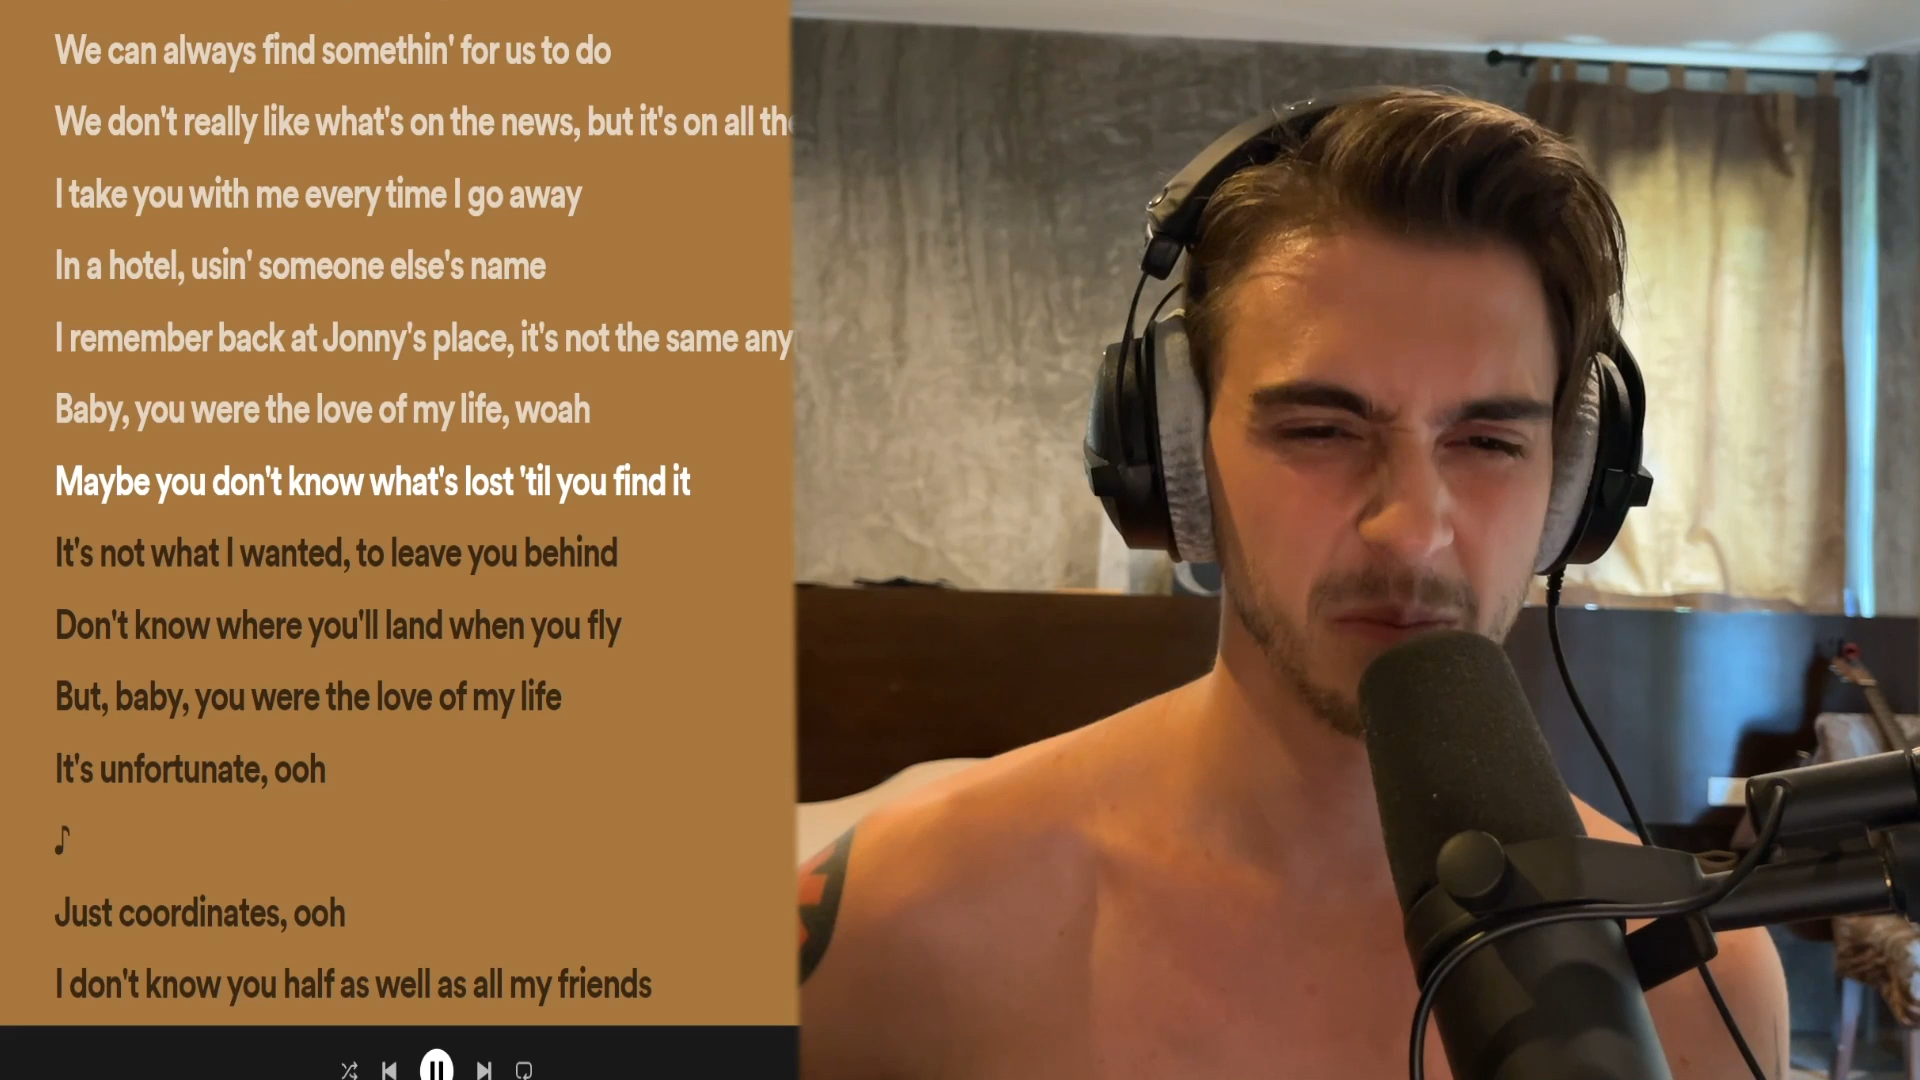 We can always find somethin' for us to do
We don't really like what's on the news, but it's on all
I take you with me every time I go away
In a hotel, usin' someone else's name
I remember back at Jonny's place, it's not the same any
Baby, you were the love of my life, woah
Maybe you don't know what's lost 'til you find it
It's not what I wanted, to leave you behind
Don't know where you'll land when you fly
But, baby, you were the love of my life
It's unfortunate, ooh
♪
Just coordinates, ooh
I don't know you half as well as all my friends